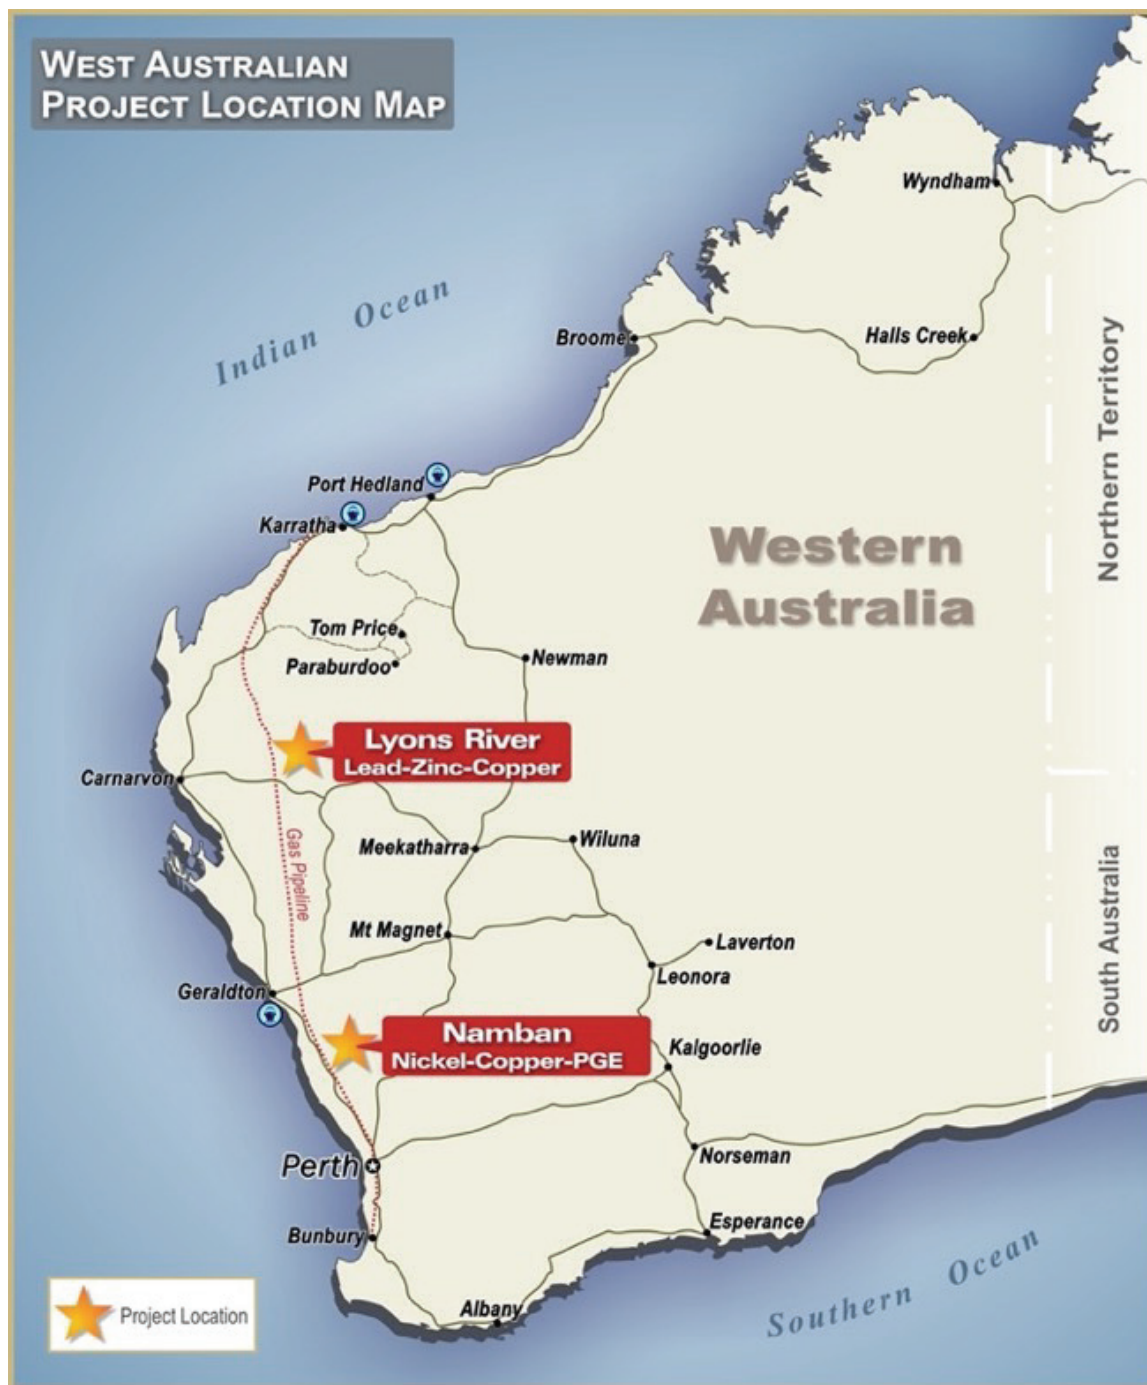 WEST AUSTRALIAN
PROJECT LOCATION MAP
Wyndham
Indian Ocean
Broome
Halls Creek
Northern Territory
Port Hedland
Karratha
Western
Australia
Tom Price
Paraburdoo
Newman
Lyons River
Lead-Zinc-Copper
Carnarvon
Gas Pipeline
Meekatharra
Wiluna
South Australia
Mt Magnet
Laverton
Leonora
Geraldton
Namban
Nickel-Copper-PGE
Kalgoorlie
Perth
Norseman
Esperance
Bunbury
Southern Ocean
Albany
Project Location